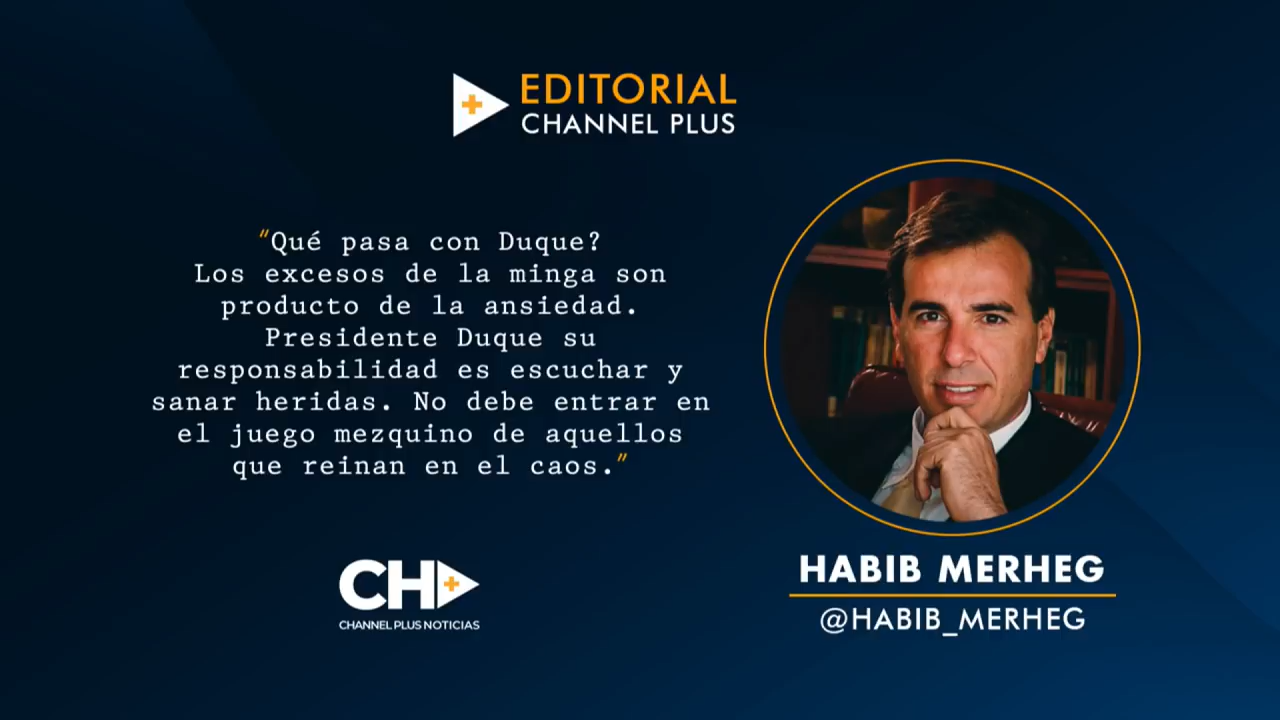 EDITORIAL
CHANNEL PLUS
“Qué pasa con Duque?
Los excesos de la minga son
producto de la ansiedad.
Presidente Duque su
responsabilidad es escuchar y
sanar heridas. No debe entrar en
el juego mezquino de aquellos
que reinan en el caos.”
CH
CHANNEL PLUS NOTICIAS
HABIB MERHEG
@HABIB_MERHEG